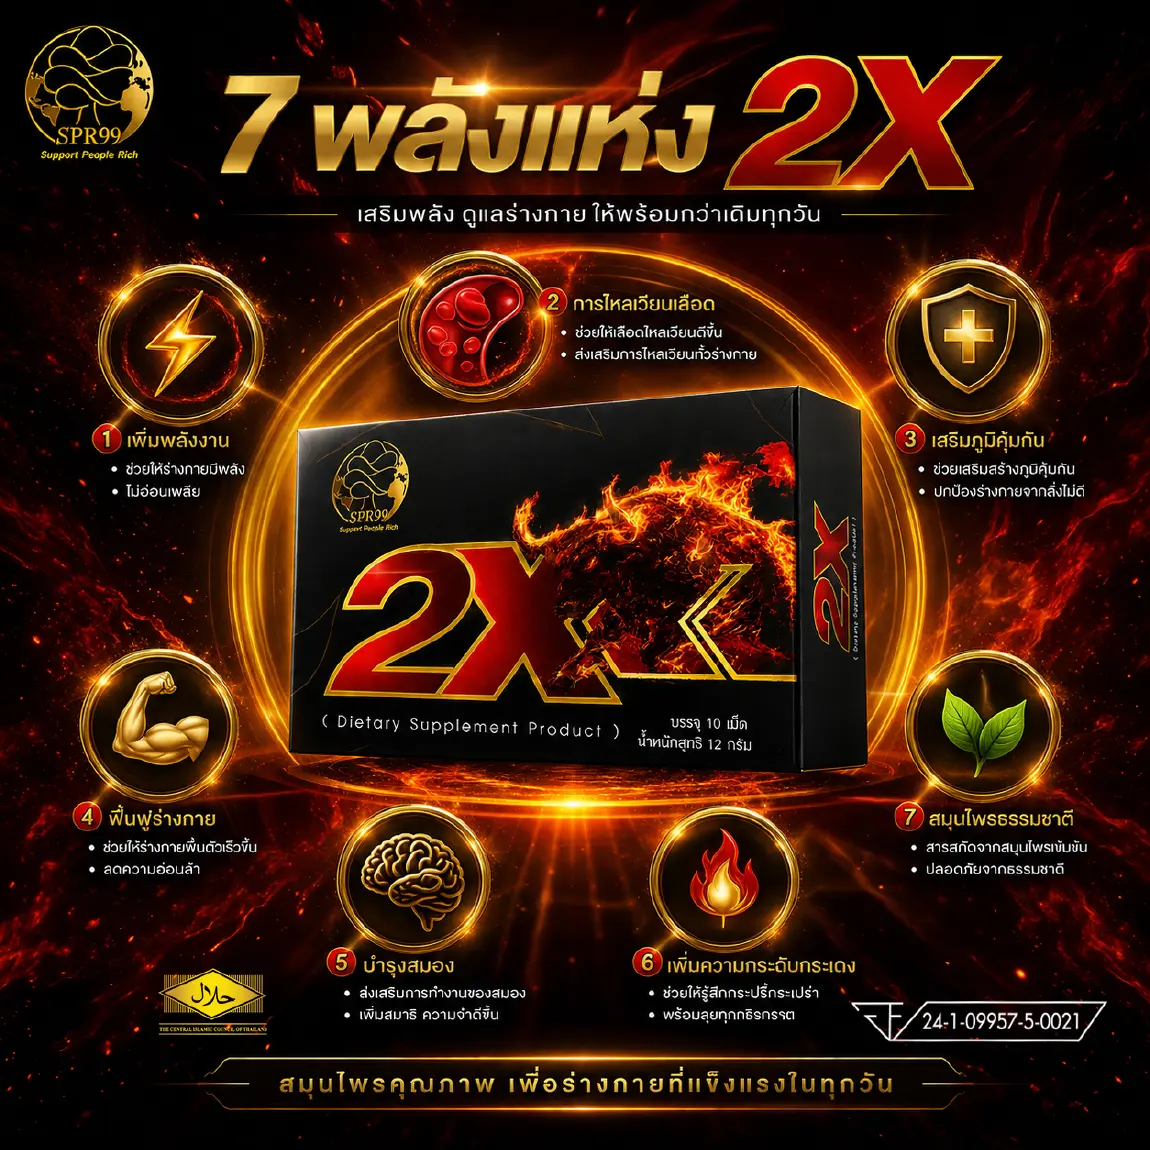 SPR99
Support People Rich
7 พลังแห่ง 2X
เสริมพลัง ดูแลร่างกาย ให้พร้อมกว่าเดิมทุกวัน
1 เพิ่มพลังงาน
• ช่วยให้ร่างกายมีพลัง
• ไม่อ่อนเพลีย
2 การไหลเวียนเลือด
• ช่วยให้เลือดไหลเวียนดีขึ้น
• ส่งเสริมการไหลเวียนทั่วร่างกาย
3 เสริมภูมิคุ้มกัน
• ช่วยเสริมสร้างภูมิคุ้มกัน
• ปกป้องร่างกายจากสิ่งไม่ดี
SPR99
Support People Rich
2X
( Dietary Supplement Product )
บรรจุ 10 เม็ด
น้ำหนักสุทธิ 12 กรัม
2X
4 ฟื้นฟูร่างกาย
• ช่วยให้ร่างกายฟื้นตัวเร็วขึ้น
• ลดความอ่อนล้า
5 บำรุงสมอง
• ส่งเสริมการทำงานของสมอง
• เพิ่มสมาธิ ความจำดีขึ้น
6 เพิ่มความกระฉับกระเฉง
• ช่วยให้รู้สึกกระปรี้กระเปร่า
• พร้อมลุยทุกกิจกรรม
7 สมุนไพรธรรมชาติ
• สารสกัดจากสมุนไพรเข้มข้น
• ปลอดภัยจากธรรมชาติ
حلال
THE CENTRAL ISLAMIC COUNCIL OF THAILAND
24-1-09957-5-0021
สมุนไพรคุณภาพ เพื่อร่างกายที่แข็งแรงในทุกวัน